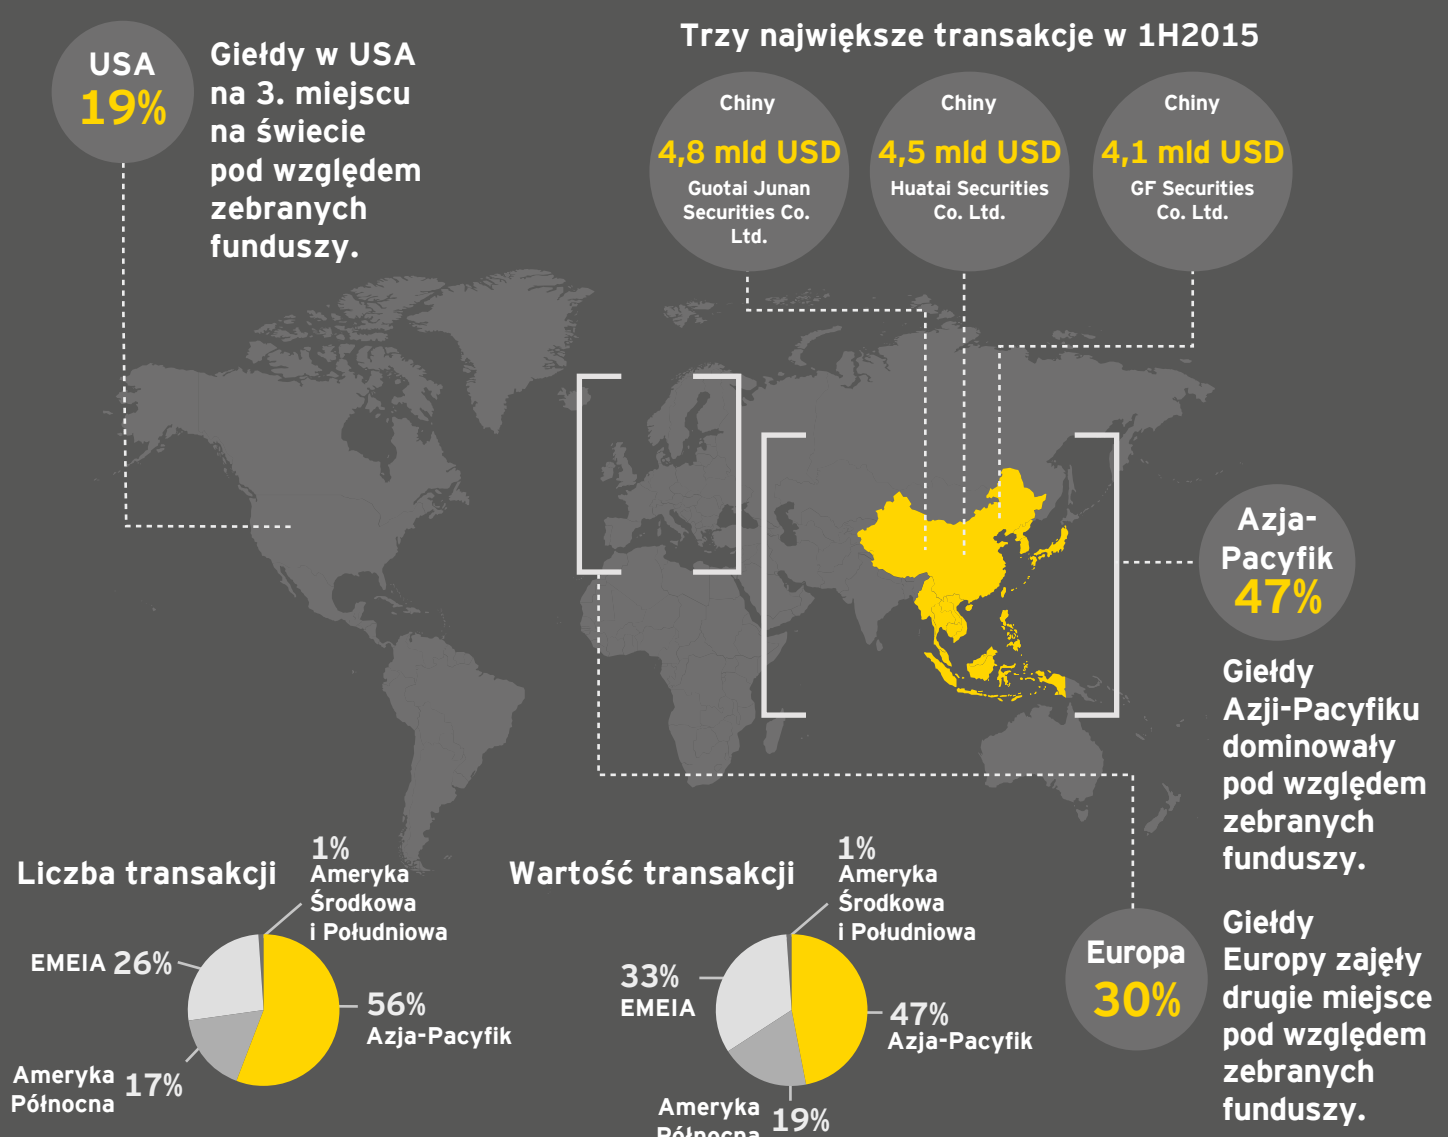 USA
19%
Giełdy w USA
na 3. miejscu
na świecie
pod względem
zebranych
funduszy.
Trzy największe transakcje w 1H2015
Chiny
4,8 mld USD
Guotai Junan
Securities Co.
Ltd.
Chiny
4,5 mld USD
Huatai Securities
Co. Ltd.
Chiny
4,1 mld USD
GF Securities
Co. Ltd.
Azja-
Pacyfik
47%
Giełdy
Azji-Pacyfiku
dominowały
pod względem
zebranych
funduszy.
Liczba transakcji
1%
Ameryka
Środkowa
i Południowa
EMEIA 26%
56%
Azja-Pacyfik
Ameryka
Północna
17%
Wartość transakcji
1%
Ameryka
Środkowa
i Południowa
33%
EMEIA
47%
Azja-Pacyfik
Ameryka
Północna
19%
Europa
30%
Giełdy
Europy zajęły
drugie miejsce
pod względem
zebranych
funduszy.